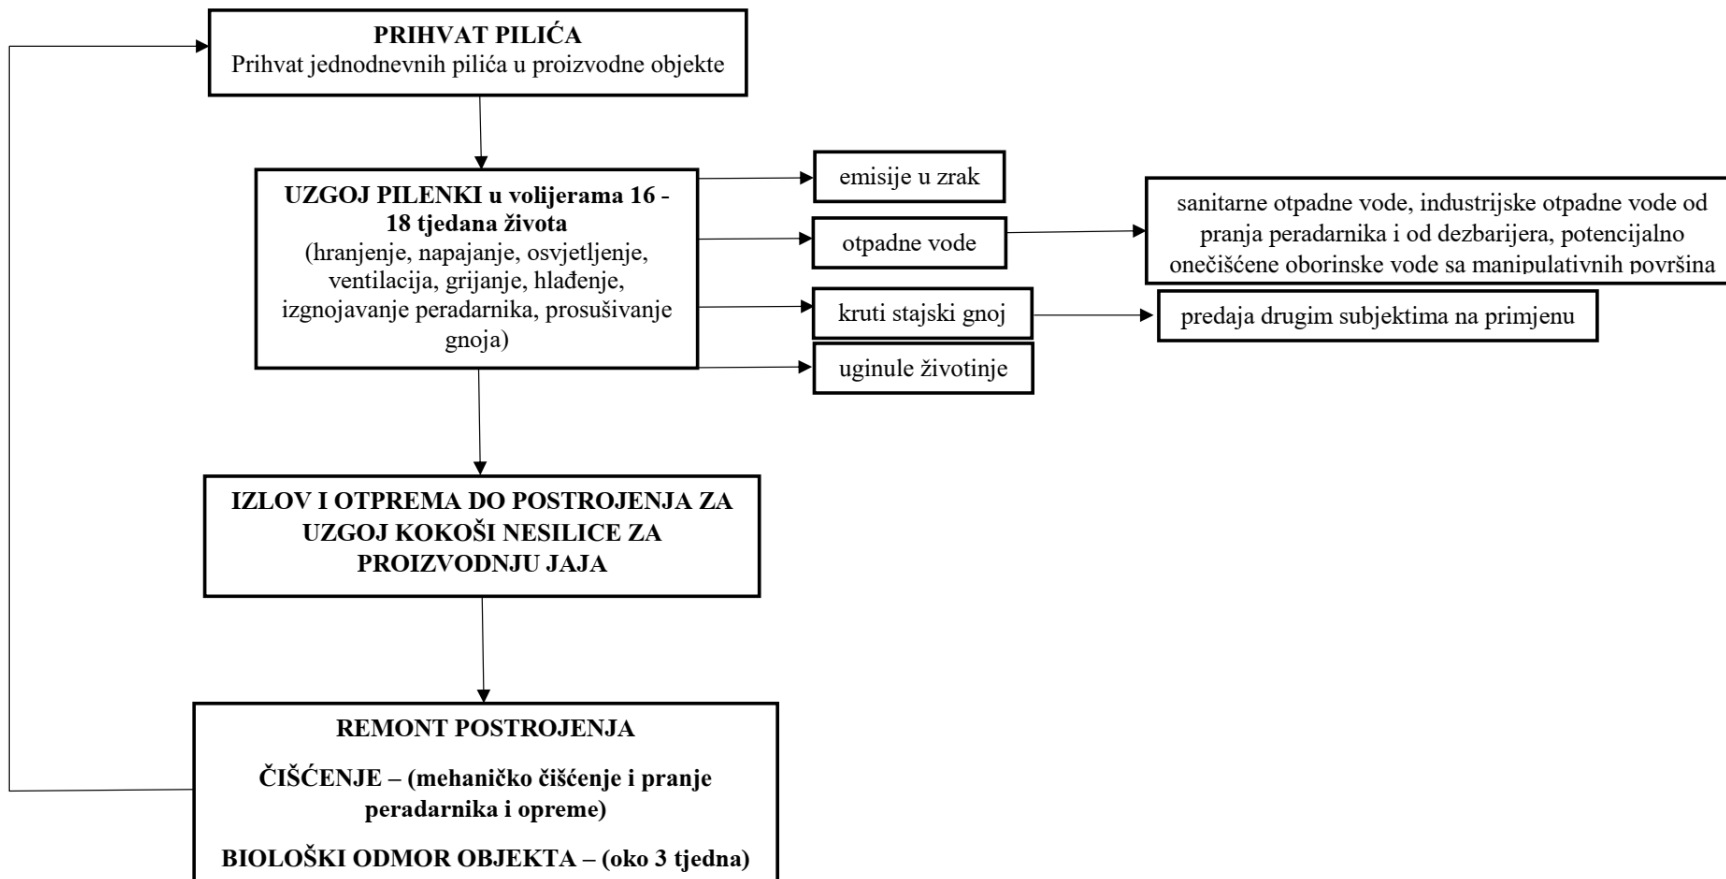 PRIHVAT PILIĆA
Prihvat jednodnevnih pilića u proizvodne objekte
UZGOJ PILENKI u volijerama 16 -
18 tjedana života
(hranjenje, napajanje, osvjetljenje,
ventilacija, grijanje, hlađenje,
izgnojavanje peradarnika, prosušivanje
gnoja)
emisije u zrak
otpadne vode
sanitarne otpadne vode, industrijske otpadne vode od
pranja peradarnika i od dezbarijera, potencijalno
onečišćene oborinske vode sa manipulativnih površina
kruti stajski gnoj
predaja drugim subjektima na primjenu
uginule životinje
IZLOV I OTPREMA DO POSTROJENJA ZA
UZGOJ KOKOŠI NESILICE ZA
PROIZVODNJU JAJA
REMONT POSTROJENJA
ČIŠĆENJE – (mehaničko čišćenje i pranje
peradarnika i opreme)
BIOLOŠKI ODMOR OBJEKTA – (oko 3 tjedna)